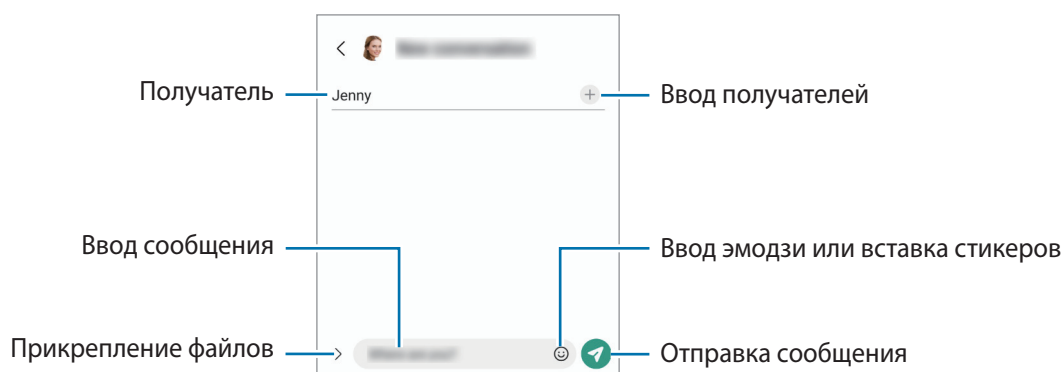 Получатель
Jenny
Ввод получателей
Ввод сообщения
Ввод эмодзи или вставка стикеров
Прикрепление файлов
Отправка сообщения